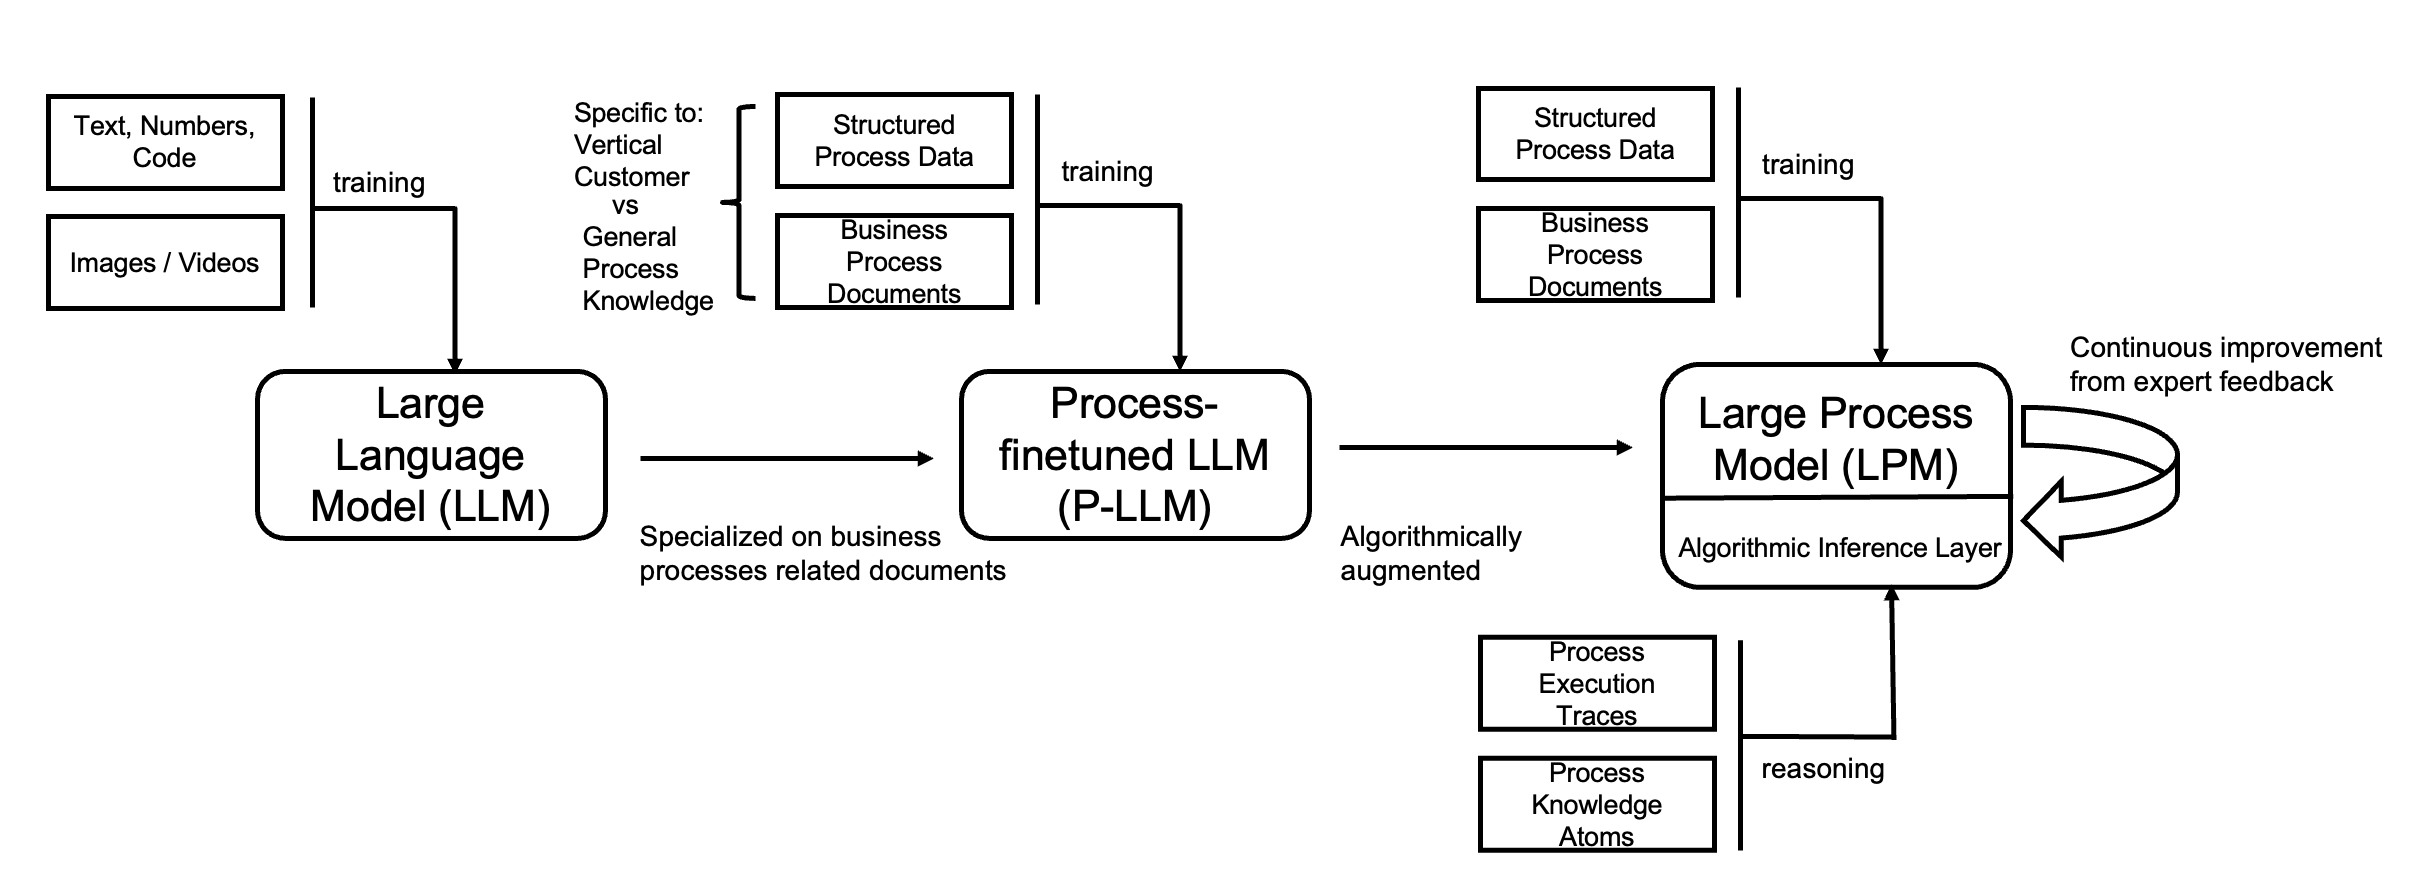 Text, Numbers,
Code
Images / Videos
training
Large
Language
Model (LLM)
Specialized on business
processes related documents
Specific to:
Vertical
Customer
vs
General
Process
Knowledge
Structured
Process Data
Business
Process
Documents
training
Process-
finetuned LLM
(P-LLM)
Algorithmically
augmented
Structured
Process Data
Business
Process
Documents
training
Large Process
Model (LPM)
Algorithmic Inference Layer
Continuous improvement
from expert feedback
Process
Execution
Traces
Process
Knowledge
Atoms
reasoning